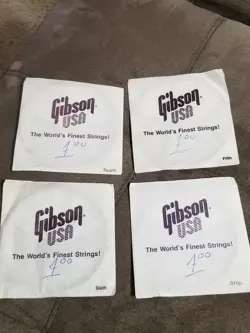 Gibson
USA
The World's Finest Strings!
1.00
Fourth
Gibson
USA
The World's Finest Strings!
1.00
Fifth
Gibson
USA
The World's Finest Strings!
1.00
Sixth
Gibson
USA
The World's Finest Strings!
1.00